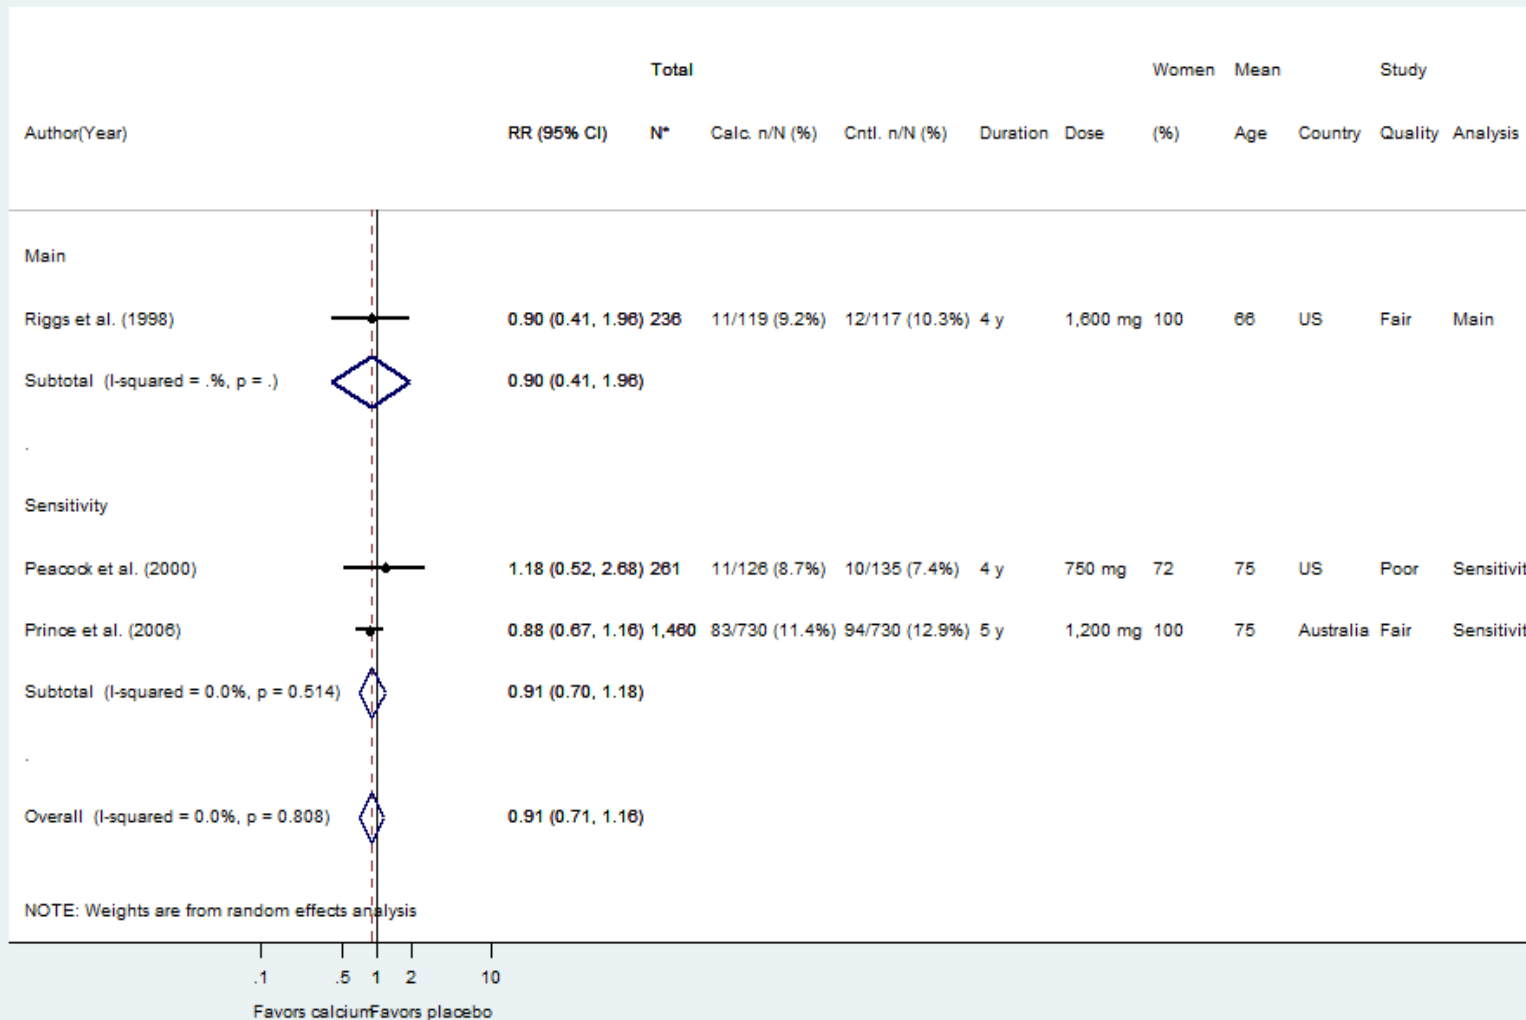 Total Women Mean Study
Author(Year) RR (95% CI) N* Calc. n/N (%) Cntl. n/N (%) Duration Dose (%) Age Country Quality Analysis
Main
Riggs et al. (1998) 0.90 (0.41, 1.96) 236 11/119 (9.2%) 12/117 (10.3%) 4 y 1,600 mg 100 66 US Fair Main
Subtotal (I-squared = .%, p = .) 0.90 (0.41, 1.96)
.
Sensitivity
Peacock et al. (2000) 1.18 (0.52, 2.68) 261 11/126 (8.7%) 10/135 (7.4%) 4 y 750 mg 72 75 US Poor Sensitivit
Prince et al. (2006) 0.88 (0.67, 1.16) 1,460 83/730 (11.4%) 94/730 (12.9%) 5 y 1,200 mg 100 75 Australia Fair Sensitivit
Subtotal (I-squared = 0.0%, p = 0.514) 0.91 (0.70, 1.18)
.
Overall (I-squared = 0.0%, p = 0.808) 0.91 (0.71, 1.16)
NOTE: Weights are from random effects analysis
.1 .5 1 2 10
Favors calcium Favors placebo